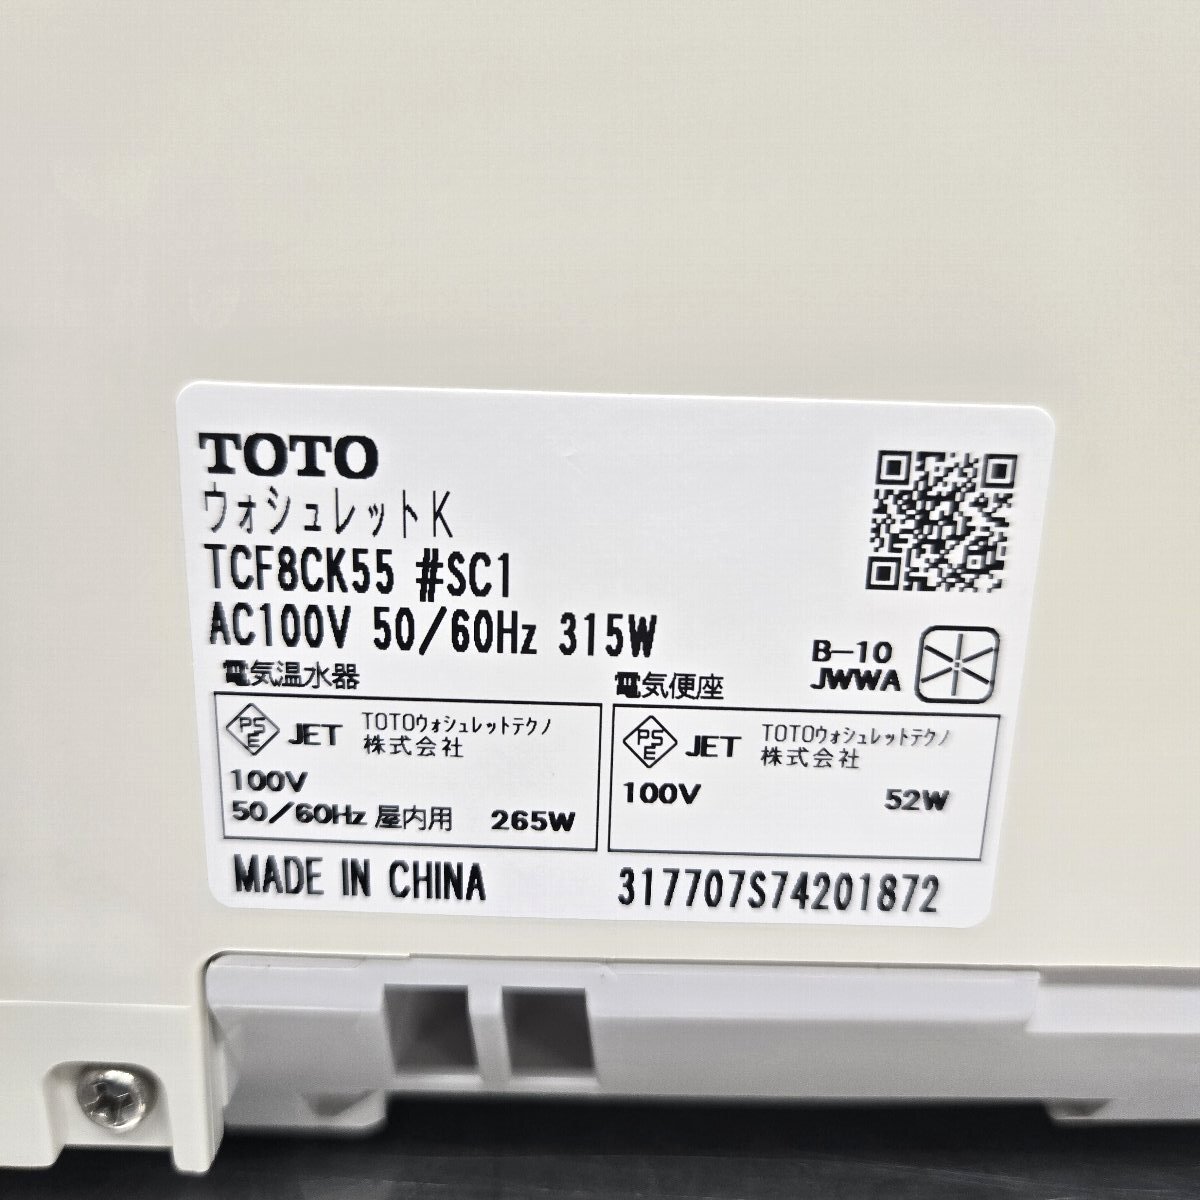 TOTO
ウォシュレットK
TCF8CK55 #SC1
AC100V 50/60Hz 315W
B-10
JWWA
電気温水器
PSE JET TOTOウォシュレットテクノ
株式会社
100V
50/60Hz 屋内用 265W
電気便座
PSE JET TOTOウォシュレットテクノ
株式会社
100V 52W
MADE IN CHINA
317707S74201872